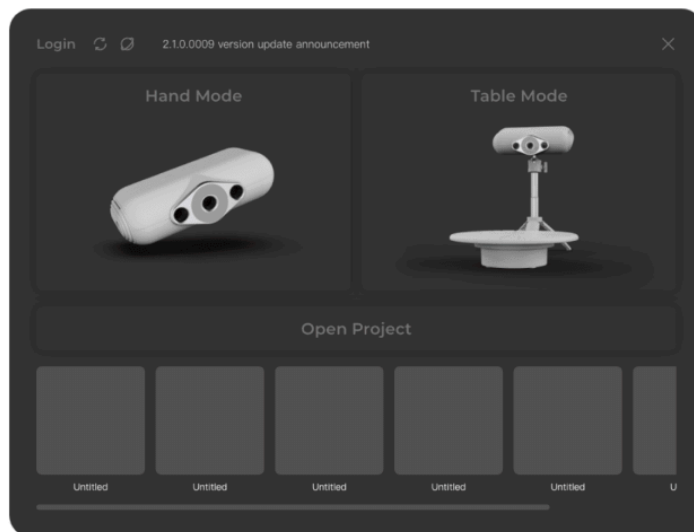 Login 2.1.0.0009 version update announcement
Hand Mode Table Mode
Open Project
Untitled Untitled Untitled Untitled Untitled U